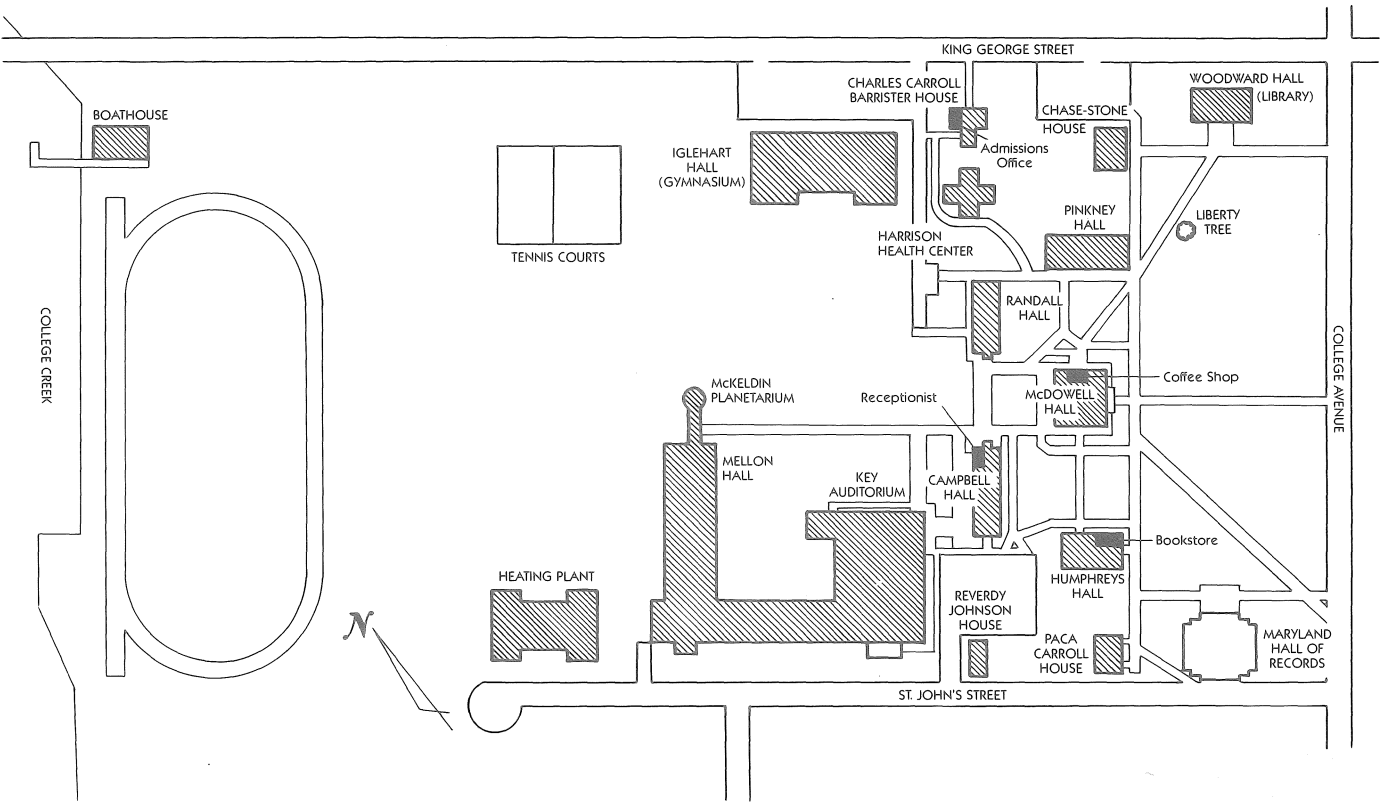 KING GEORGE STREET
CHARLES CARROLL
BARRISTER HOUSE
WOODWARD HALL
(LIBRARY)
BOATHOUSE
CHASE-STONE
HOUSE
Admissions
Office
IGLEHART
HALL
(GYMNASIUM)
PINKNEY
HALL
LIBERTY
TREE
TENNIS COURTS
HARRISON
HEALTH CENTER
RANDALL
HALL
COLLEGE CREEK
COLLEGE AVENUE
McKELDIN
PLANETARIUM
Receptionist
Coffee Shop
McDOWELL
HALL
MELLON
HALL
KEY
AUDITORIUM
CAMPBELL
HALL
Bookstore
HEATING PLANT
HUMPHREYS
HALL
REVERDY
JOHNSON
HOUSE
N
PACA
CARROLL
HOUSE
MARYLAND
HALL OF
RECORDS
ST. JOHN'S STREET